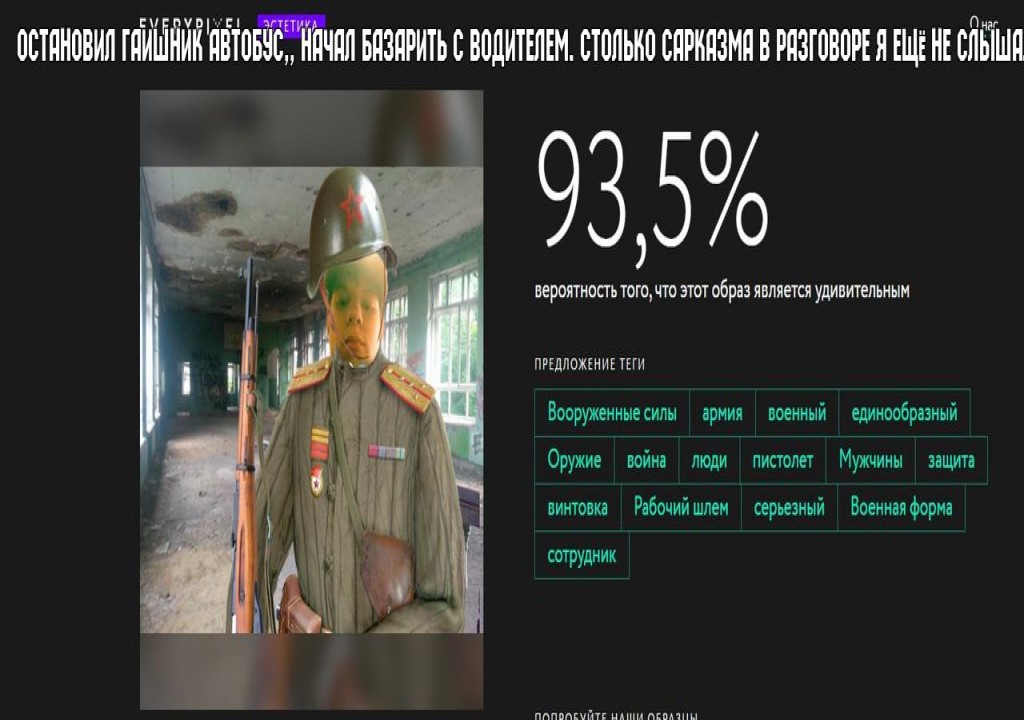 EVERYPIXEL ЭСТЕТИКА О нас
ОСТАНОВИЛ ГАИШНИК АВТОБУС,, НАЧАЛ БАЗАРИТЬ С ВОДИТЕЛЕМ. СТОЛЬКО САРКАЗМА В РАЗГОВОРЕ Я ЕЩЁ НЕ СЛЫША
93,5%
вероятность того, что этот образ является удивительным
ПРЕДЛОЖЕНИЕ ТЕГИ
Вооруженные силы армия военный единообразный
Оружие война люди пистолет Мужчины защита
винтовка Рабочий шлем серьезный Военная форма
сотрудник
ПОПРОБУЙТЕ НАШИ ОБРАЗЦЫ